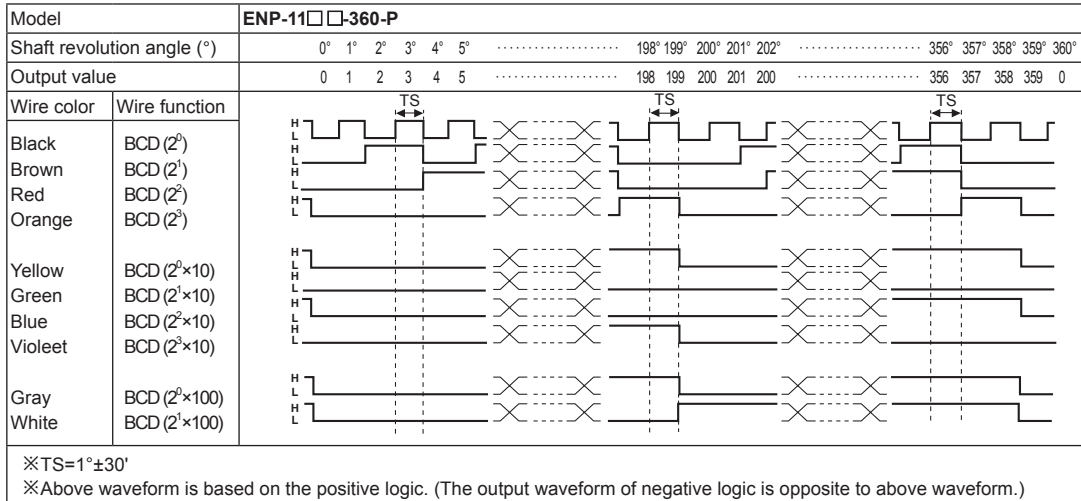 Model ENP-11□ □-360-P
Shaft revolution angle (°) 0° 1° 2° 3° 4° 5° ·················· 198° 199° 200° 201° 202° ·················· 356° 357° 358° 359° 360°
Output value 0 1 2 3 4 5 ·················· 198 199 200 201 200 ·················· 356 357 358 359 0
Wire color Wire function TS TS TS
Black BCD (2⁰) H L
Brown BCD (2¹) H L
Red BCD (2²) H L
Orange BCD (2³) H L
Yellow BCD (2⁰×10) H L
Green BCD (2¹×10) H L
Blue BCD (2²×10) H L
Violeet BCD (2³×10) H L
Gray BCD (2⁰×100) H L
White BCD (2¹×100) H L
※TS=1°±30'
※Above waveform is based on the positive logic. (The output waveform of negative logic is opposite to above waveform.)